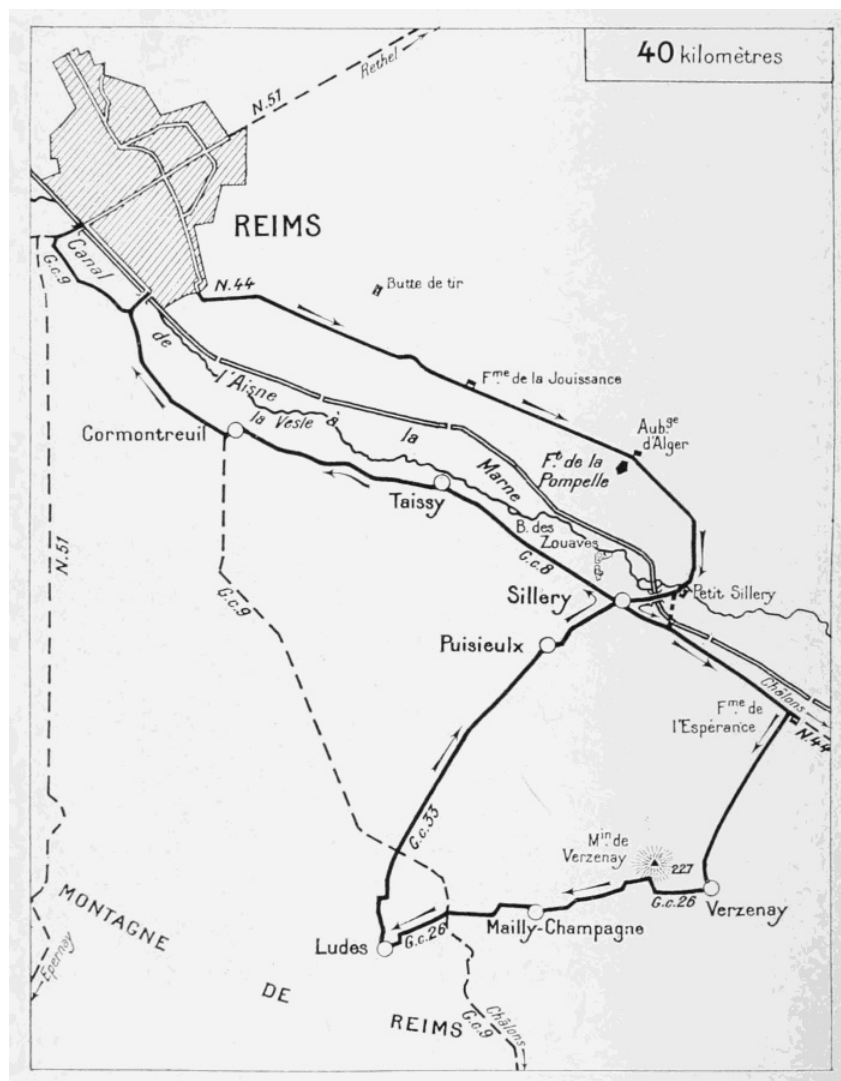 40 kilomètres
Rethel
N.51
REIMS
Canal
G.c.9
N.44
Butte de tir
de
l'Aisne
à
la
Marne
la Vesle
Fme de la Jouissance
Aubge
d'Alger
Ft de la
Pompelle
Cormontreuil
Taissy
B. des
Zouaves
G.c.8
N.51
G.c.9
Sillery
Petit Sillery
Puisieulx
Châlons
Fme de
l'Espérance
N.44
G.c.33
Min de
Verzenay
227
G.c.26
Verzenay
Mailly-Champagne
Ludes
G.c.26
MONTAGNE
DE
REIMS
Epernay
Châlons
G.c.9